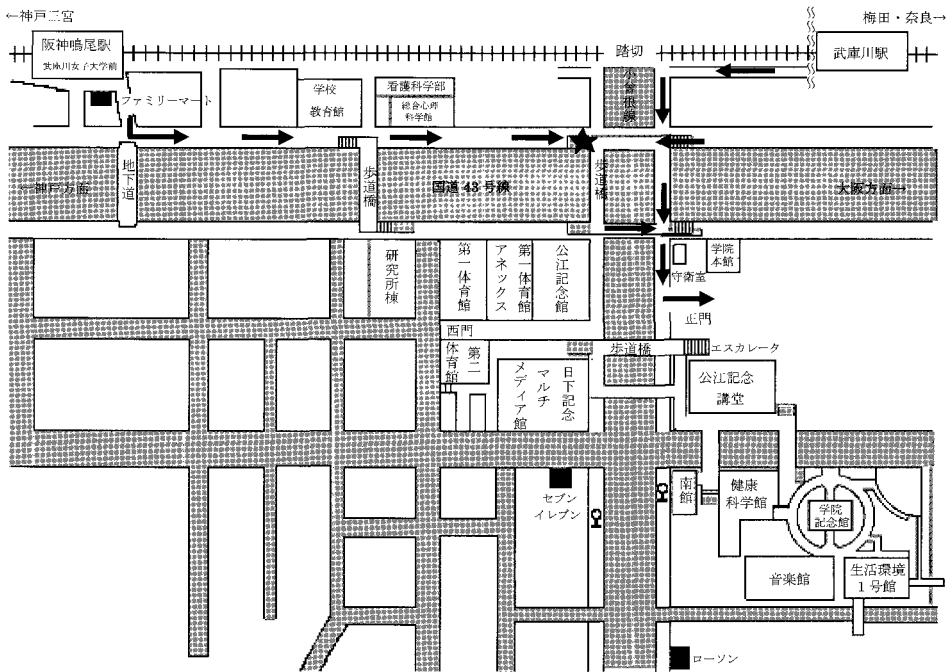 ←神戸三宮
梅田・奈良→
阪神鳴尾駅
武庫川女子大学前
踏切
武庫川駅
ファミリーマート
学校
教育館
看護科学部
総合心理
科学館
小曽根線
←神戸方面
地下道
歩道橋
国道 43 号線
歩道橋
大阪方面→
研究所棟
第一体育館
第一体育館
アネックス
公江記念館
学院
本館
守衛室
正門
西門
歩道橋
エスカレータ
第二
体育館
日下記念
マルチ
メディア館
公江記念
講堂
セブン
イレブン
南館
健康
科学館
学院
記念館
音楽館
生活環境
1 号館
ローソン